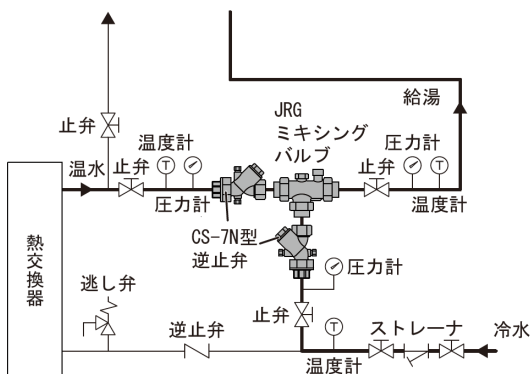 給湯
JRG
ミキシング
バルブ
止弁
温度計
圧力計
温水
止弁
止弁
圧力計
温度計
CS-7N型
逆止弁
圧力計
熱交換器
逃し弁
逆止弁
止弁
ストレーナ
冷水
温度計
T
T
T